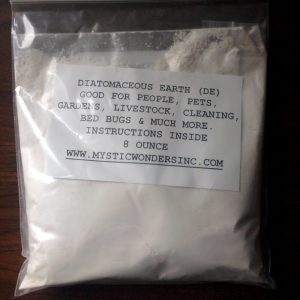 DIATOMACEOUS EARTH (DE)
GOOD FOR PEOPLE, PETS,
GARDENS, LIVESTOCK, CLEANING,
BED BUGS & MUCH MORE.
INSTRUCTIONS INSIDE
8 OUNCE
WWW.MYSTICWONDERSINC.COM